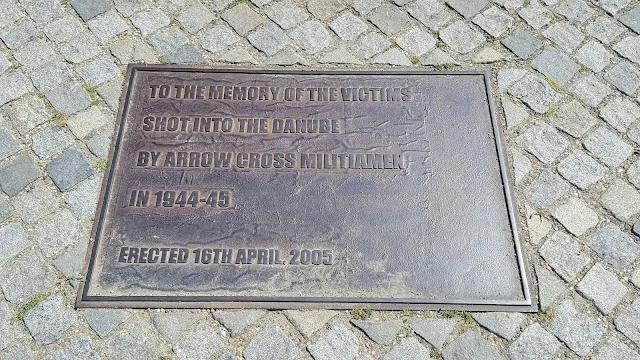 TO THE MEMORY OF THE VICTIMS
SHOT INTO THE DANUBE
BY ARROW CROSS MILITIAMEN
IN 1944-45
ERECTED 16TH APRIL, 2005